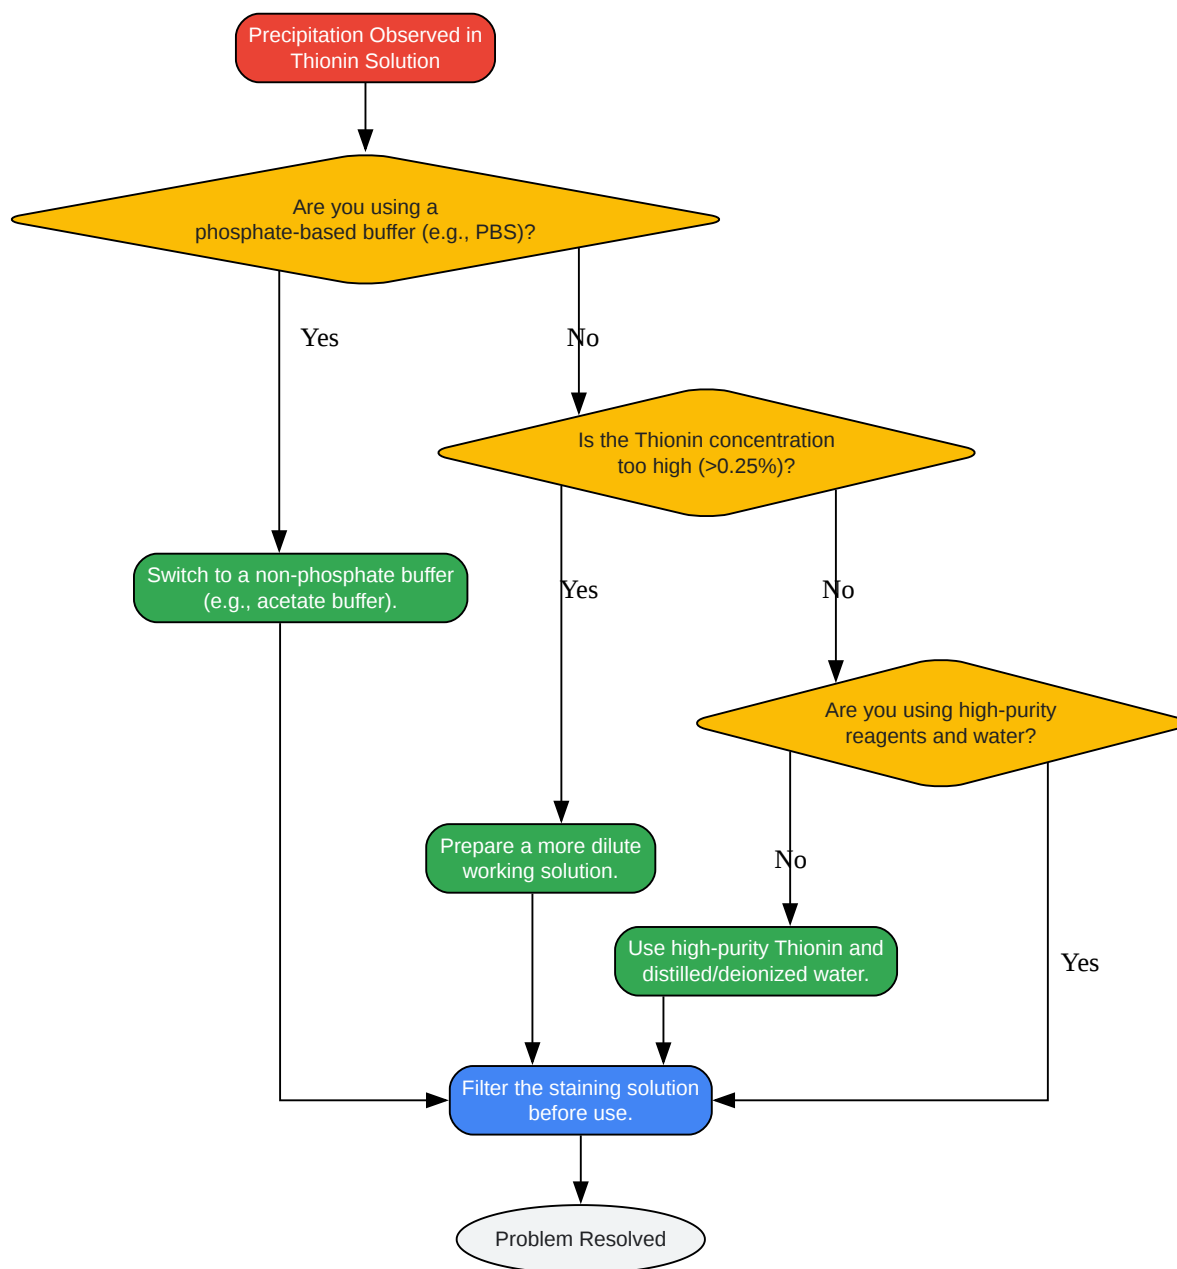 Precipitation Observed in
Thionin Solution
Are you using a
phosphate-based buffer (e.g., PBS)?
Yes
No
Is the Thionin concentration
too high (>0.25%)?
Switch to a non-phosphate buffer
(e.g., acetate buffer).
Yes
No
Are you using high-purity
reagents and water?
Prepare a more dilute
working solution.
No
Use high-purity Thionin and
distilled/deionized water.
Yes
Filter the staining solution
before use.
Problem Resolved